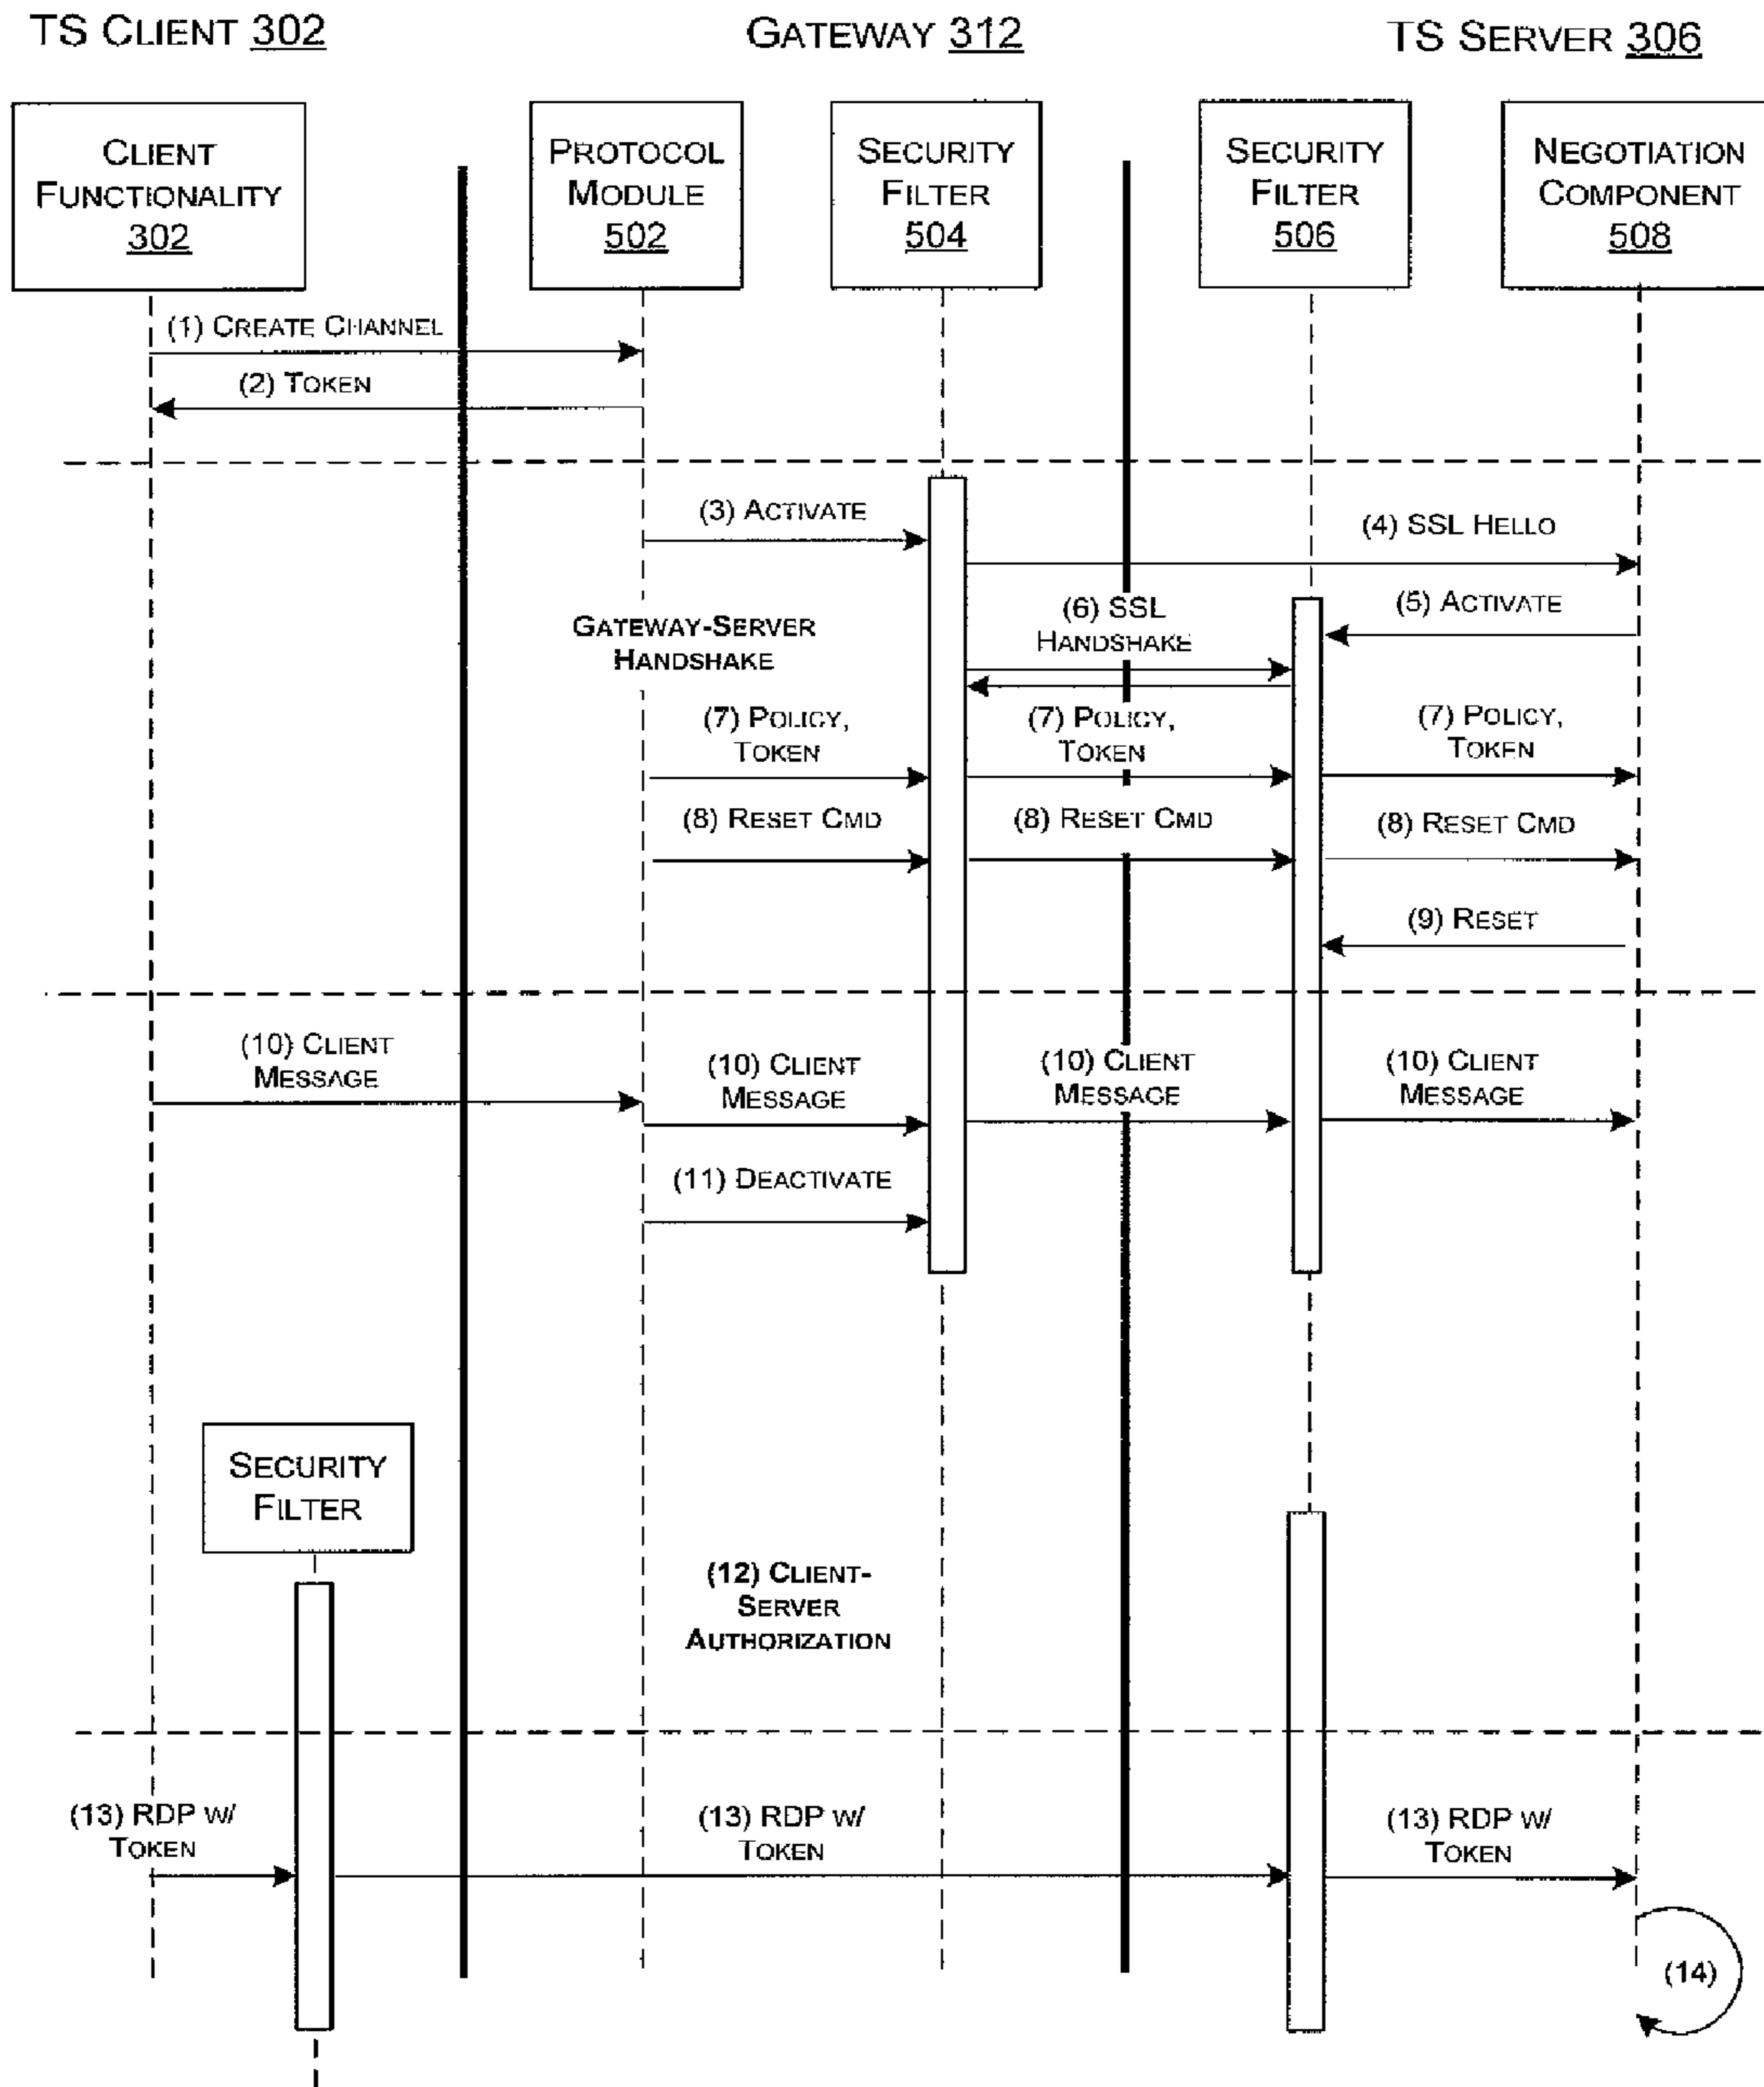 TS CLIENT 302
GATEWAY 312
TS SERVER 306
CLIENT
FUNCTIONALITY
302
PROTOCOL
MODULE
502
SECURITY
FILTER
504
SECURITY
FILTER
506
NEGOTIATION
COMPONENT
508
(1) CREATE CHANNEL
(2) TOKEN
(3) ACTIVATE
(4) SSL HELLO
(5) ACTIVATE
(6) SSL
HANDSHAKE
GATEWAY-SERVER
HANDSHAKE
(7) POLICY,
TOKEN
(7) POLICY,
TOKEN
(7) POLICY,
TOKEN
(8) RESET CMD
(8) RESET CMD
(8) RESET CMD
(9) RESET
(10) CLIENT
MESSAGE
(10) CLIENT
MESSAGE
(10) CLIENT
MESSAGE
(10) CLIENT
MESSAGE
(11) DEACTIVATE
SECURITY
FILTER
(12) CLIENT-
SERVER
AUTHORIZATION
(13) RDP W/
TOKEN
(13) RDP W/
TOKEN
(13) RDP W/
TOKEN
(14)